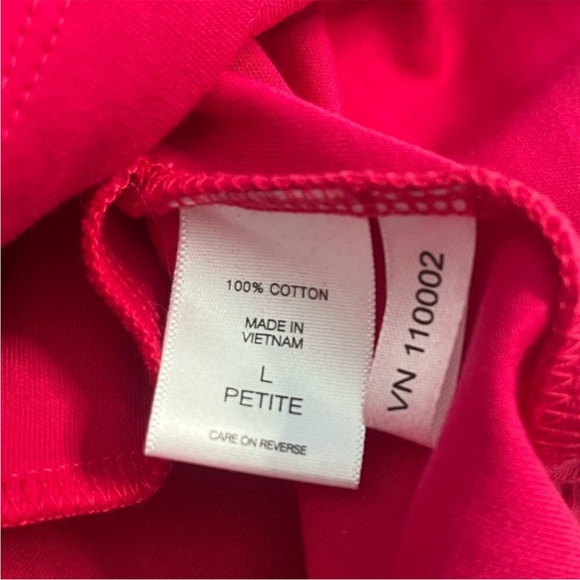 100% COTTON
MADE IN
VIETNAM
L
PETITE
CARE ON REVERSE
VN 110002